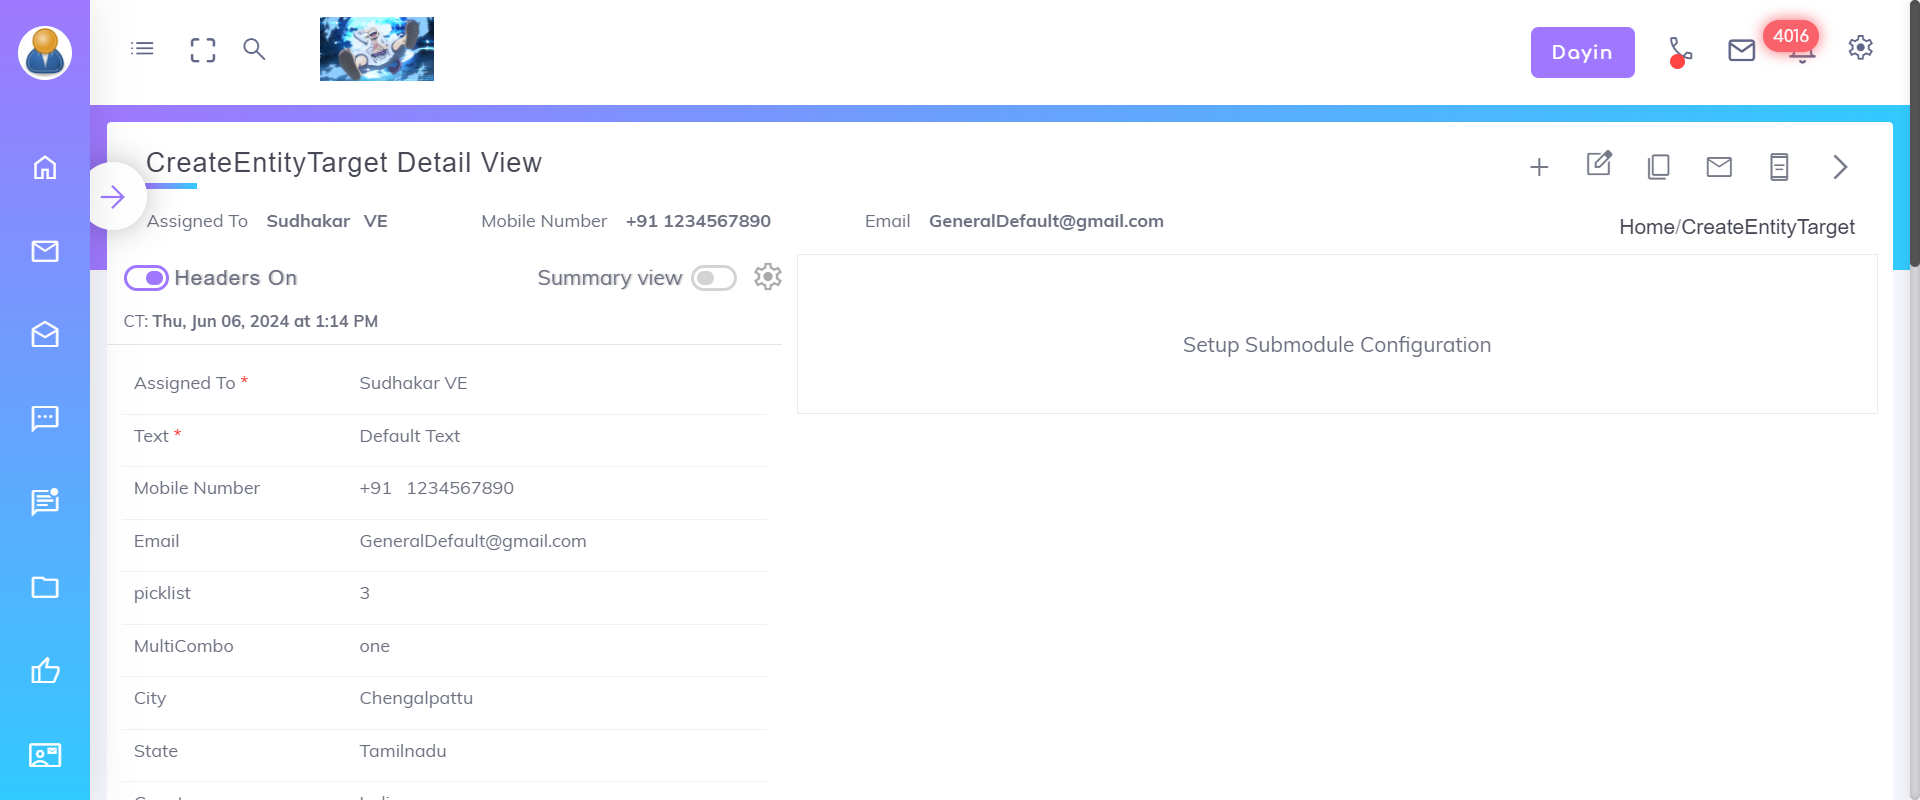 Dayin
4016
CreateEntityTarget Detail View
Assigned To Sudhakar VE Mobile Number +91 1234567890 Email GeneralDefault@gmail.com
Home/CreateEntityTarget
Headers On Summary view
CT: Thu, Jun 06, 2024 at 1:14 PM
Setup Submodule Configuration
Assigned To * Sudhakar VE
Text * Default Text
Mobile Number +91 1234567890
Email GeneralDefault@gmail.com
picklist 3
MultiCombo one
City Chengalpattu
State Tamilnadu